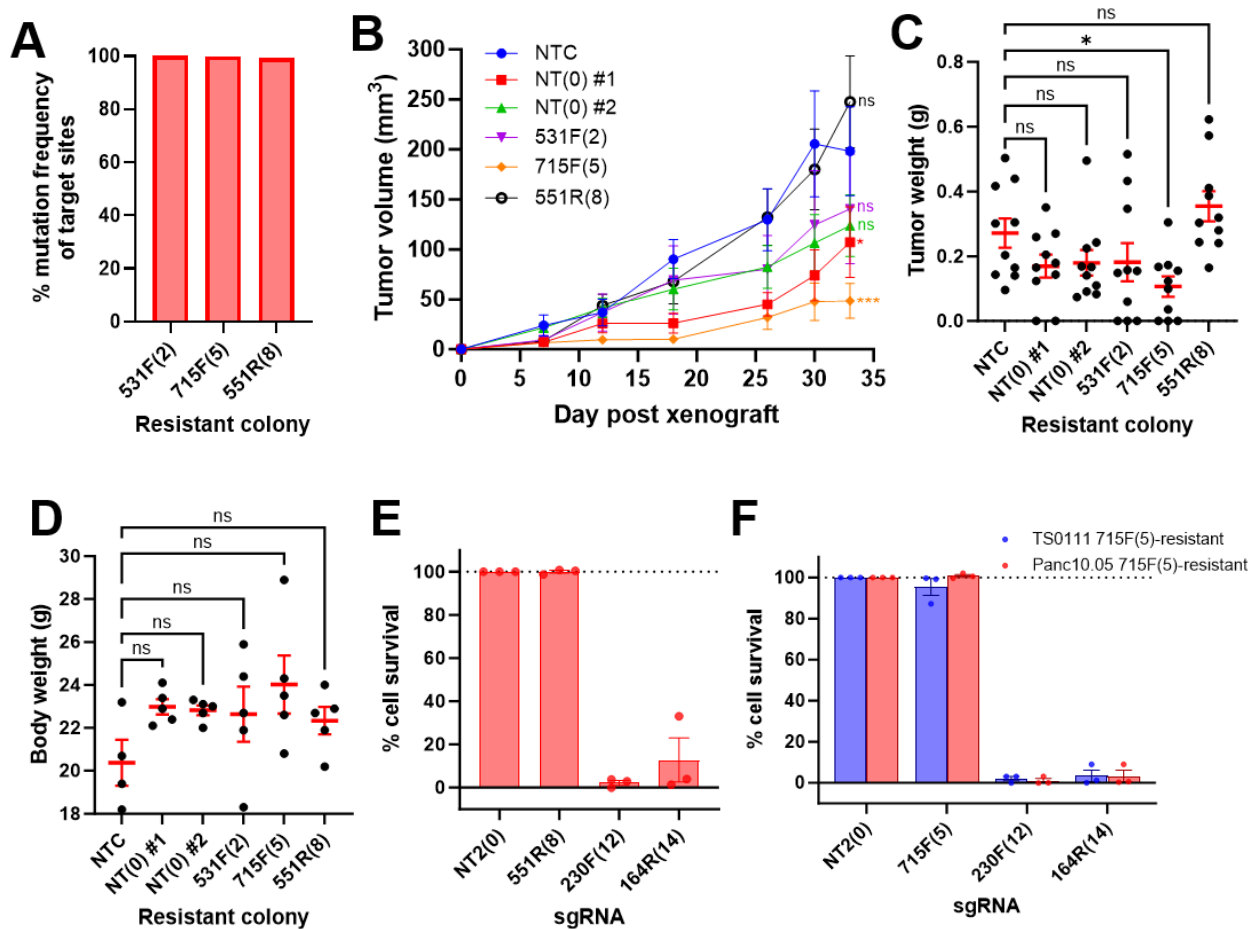 A
% mutation frequency
of target sites
100
80
60
40
20
0
531F(2)
715F(5)
551R(8)
Resistant colony
B
Tumor volume (mm³)
300
250
200
150
100
50
0
NTC
NT(0) #1
NT(0) #2
531F(2)
715F(5)
551R(8)
ns
ns
ns
*
***
0
5
10
15
20
25
30
35
Day post xenograft
C
Tumor weight (g)
0.8
0.6
0.4
0.2
0.0
ns
*
ns
ns
ns
NTC
NT(0) #1
NT(0) #2
531F(2)
715F(5)
551R(8)
Resistant colony
D
Body weight (g)
30
28
26
24
22
20
18
ns
ns
ns
ns
ns
NTC
NT(0) #1
NT(0) #2
531F(2)
715F(5)
551R(8)
Resistant colony
E
% cell survival
100
80
60
40
20
0
NT2(0)
551R(8)
230F(12)
164R(14)
sgRNA
F
TS0111 715F(5)-resistant
Panc10.05 715F(5)-resistant
% cell survival
100
80
60
40
20
0
NT2(0)
715F(5)
230F(12)
164R(14)
sgRNA